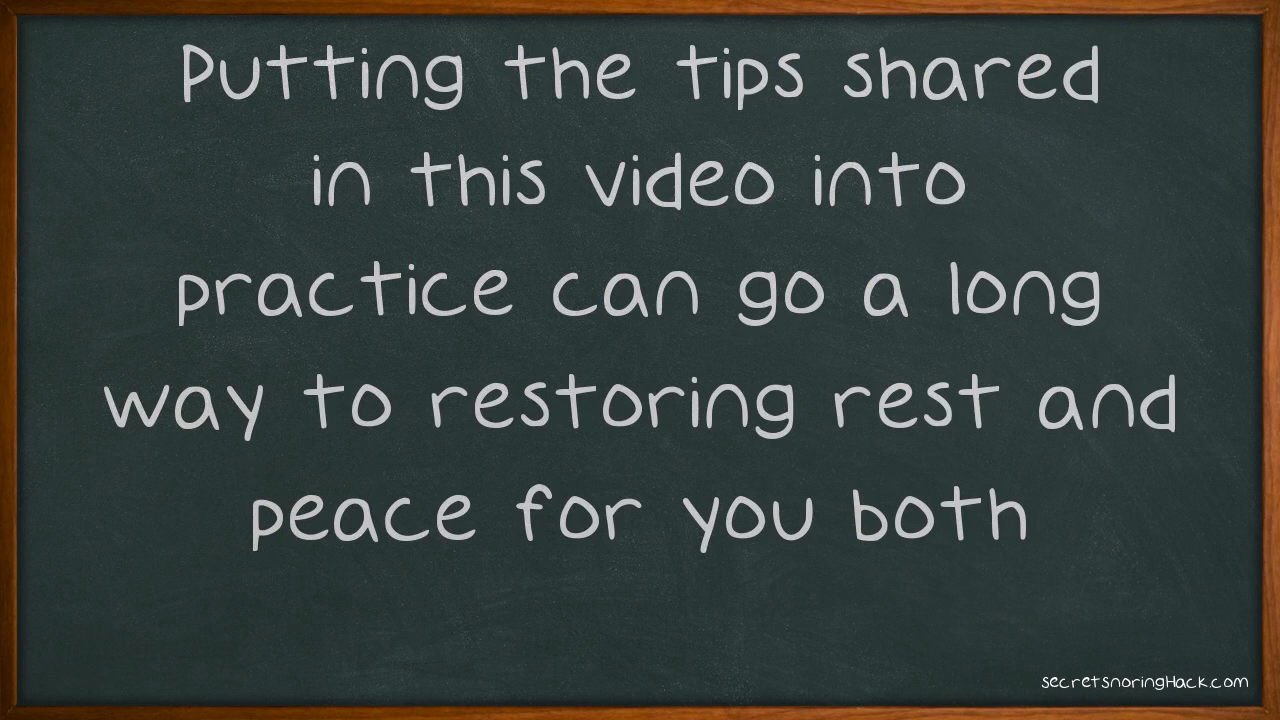 Putting the tips shared
in this video into
practice can go a long
way to restoring rest and
peace for you both
secretsnoringHack.com